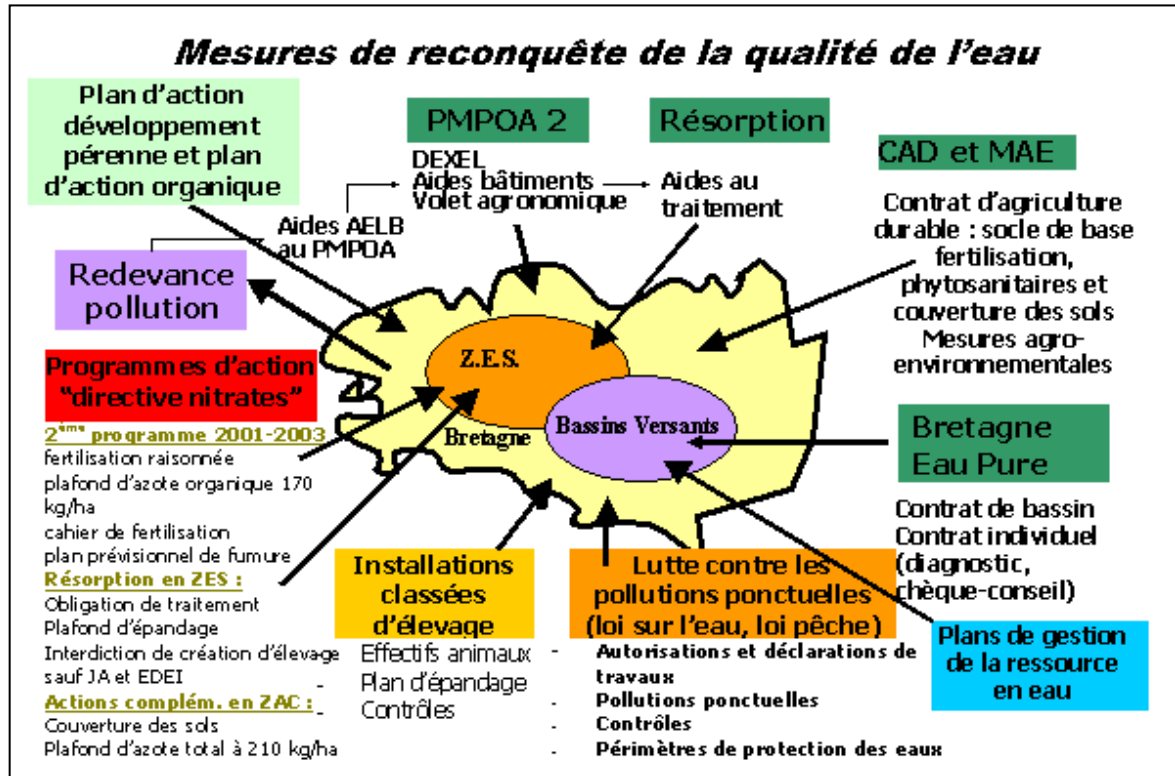 Mesures de reconquête de la qualité de l'eau
Plan d'action
développement
pérenne et plan
d'action organique
PMPOA 2
DEXEL
Aides bâtiments
Volet agronomique
Résorption
Aides au
traitement
CAD et MAE
Contrat d'agriculture
durable : socle de base
fertilisation,
phytosanitaires et
couverture des sols
Mesures agro-
environnementales
Aides AELB
au PMPOA
Redevance
pollution
Z.E.S.
Bassins Versants
Bretagne
Programmes d'action
"directive nitrates"
2ème programme 2001-2003
fertilisation raisonnée
plafond d'azote organique 170
kg/ha
cahier de fertilisation
plan prévisionnel de fumure
Résorption en ZES :
Obligation de traitement
Plafond d'épandage
Interdiction de création d'élevage
sauf JA et EDEI
Actions complém. en ZAC :
Couverture des sols
Plafond d'azote total à 210 kg/ha
Installations
classées
d'élevage
Effectifs animaux
- Plan d'épandage
- Contrôles
Lutte contre les
pollutions ponctuelles
(loi sur l'eau, loi pêche)
- Autorisations et déclarations de
travaux
- Pollutions ponctuelles
- Contrôles
- Périmètres de protection des eaux
Bretagne
Eau Pure
Contrat de bassin
Contrat individuel
(diagnostic,
chèque-conseil)
Plans de gestion
de la ressource
en eau